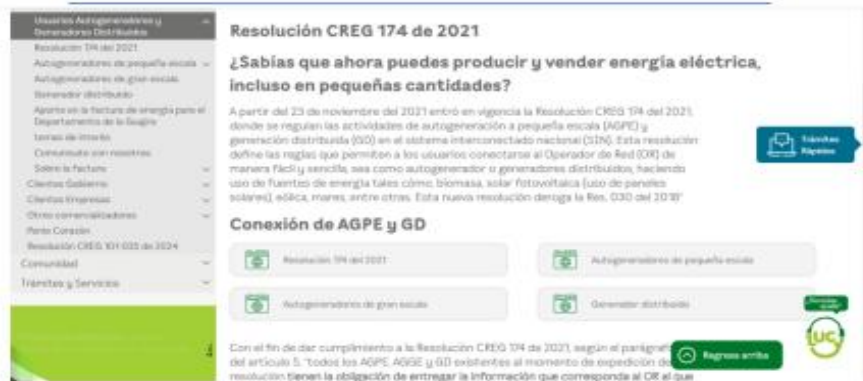 Usuarios Autogeneradores y
Generadores Distribuidos
Resolución 174 del 2021
Autogeneradores de pequeña escala
Autogeneradores de gran escala
Generador distribuido
Aporte en la factura de energía para el
Departamento de la Guajira
temas de interés
Comunícate con nosotros
Sobre la factura
Clientes Gobierno
Clientes Empresas
Otros comercializadores
Ponle Corazón
Resolución CREG 101 035 de 2024
Comunidad
Trámites y Servicios
Resolución CREG 174 de 2021
¿Sabías que ahora puedes producir y vender energía eléctrica,
incluso en pequeñas cantidades?
A partir del 23 de noviembre del 2021 entró en vigencia la Resolución CREG 174 del 2021,
donde se regulan las actividades de autogeneración a pequeña escala (AGPE) y
generación distribuida (GD) en el sistema interconectado nacional (SIN). Esta resolución
define las reglas que permiten a los usuarios conectarse al Operador de Red (OR) de
manera fácil y sencilla, sea como autogenerador o generadores distribuidos, haciendo
uso de fuentes de energía tales cómo; biomasa, solar fotovoltaica (uso de paneles
solares), eólica, mares, entre otras. Esta nueva resolución deroga la Res. 030 del 2018"
Conexión de AGPE y GD
Resolución 174 del 2021
Autogeneradores de pequeña escala
Autogeneradores de gran escala
Generador distribuido
Con el fin de dar cumplimiento a la Resolución CREG 174 de 2021, según el parágrafo
del artículo 5. "todos los AGPE, AGGE y GD existentes al momento de expedición de
resolución tienen la obligación de entregar la información que corresponda al OR al que
Trámites
Rápidos
LUC
Regresa arriba